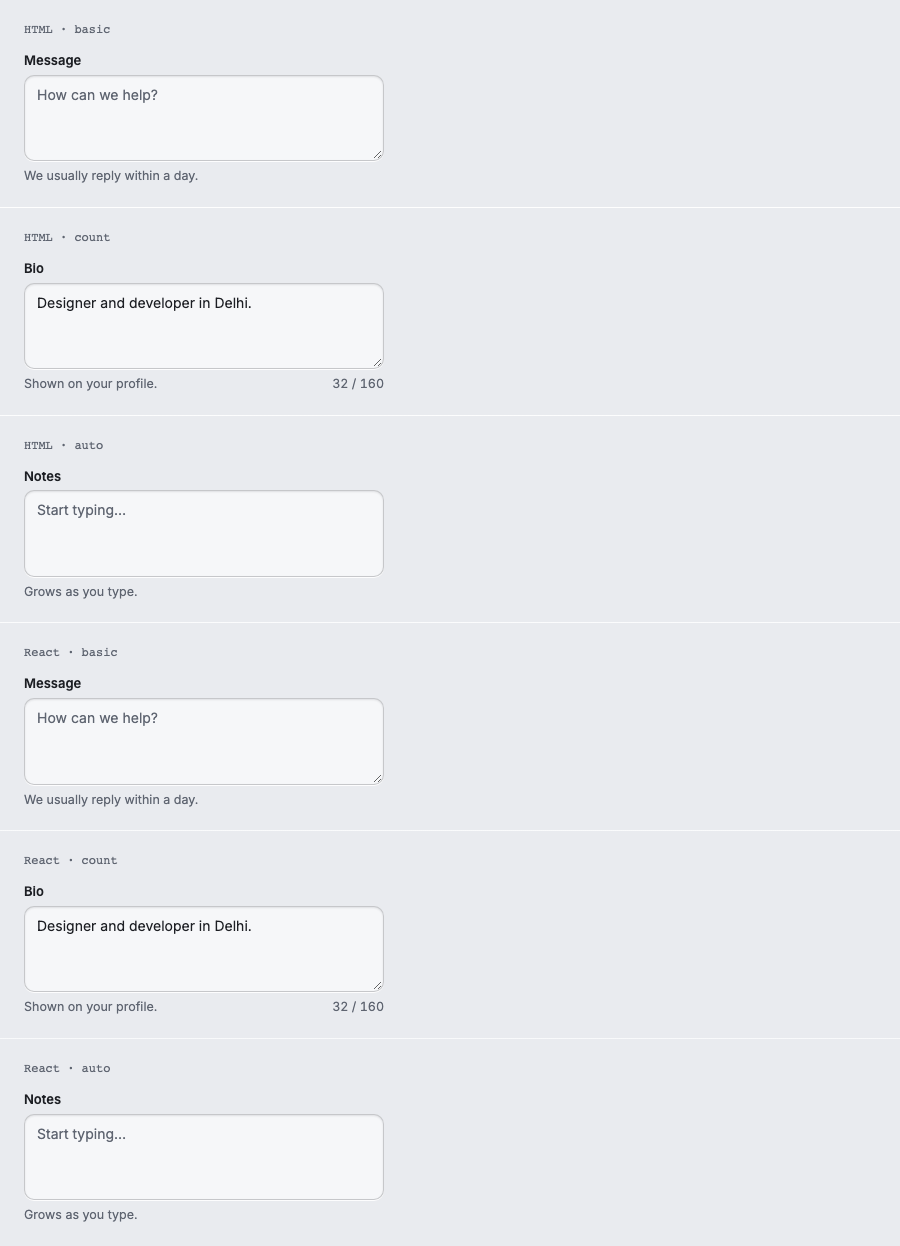 HTML · basic
Message
How can we help?
We usually reply within a day.
HTML · count
Bio
Designer and developer in Delhi.
Shown on your profile. 32 / 160
HTML · auto
Notes
Start typing…
Grows as you type.
React · basic
Message
How can we help?
We usually reply within a day.
React · count
Bio
Designer and developer in Delhi.
Shown on your profile. 32 / 160
React · auto
Notes
Start typing…
Grows as you type.